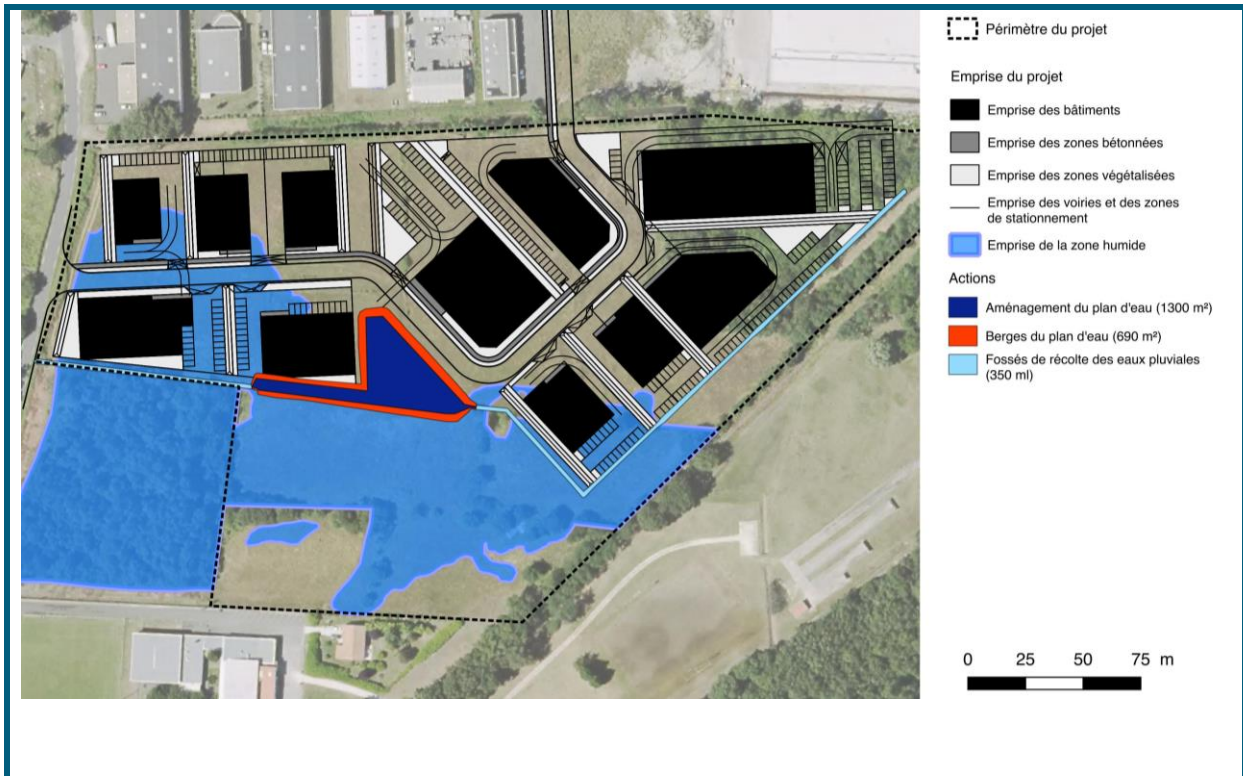 Périmètre du projet
Emprise du projet
Emprise des bâtiments
Emprise des zones bétonnées
Emprise des zones végétalisées
Emprise des voiries et des zones
de stationnement
Emprise de la zone humide
Actions
Aménagement du plan d'eau (1300 m²)
Berges du plan d'eau (690 m²)
Fossés de récolte des eaux pluviales
(350 ml)
0 25 50 75 m